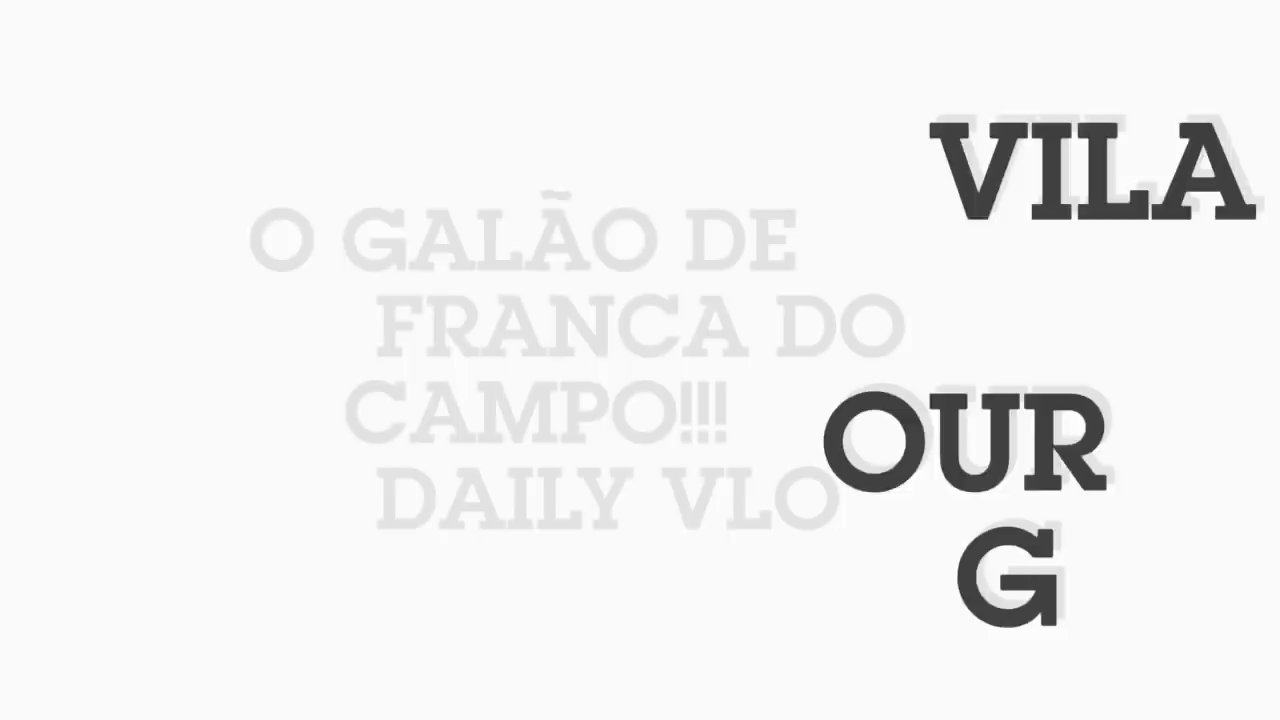 VILA
O GALÃO DE
FRANCA DO
CAMPO!!!
OUR
DAILY VLO
G